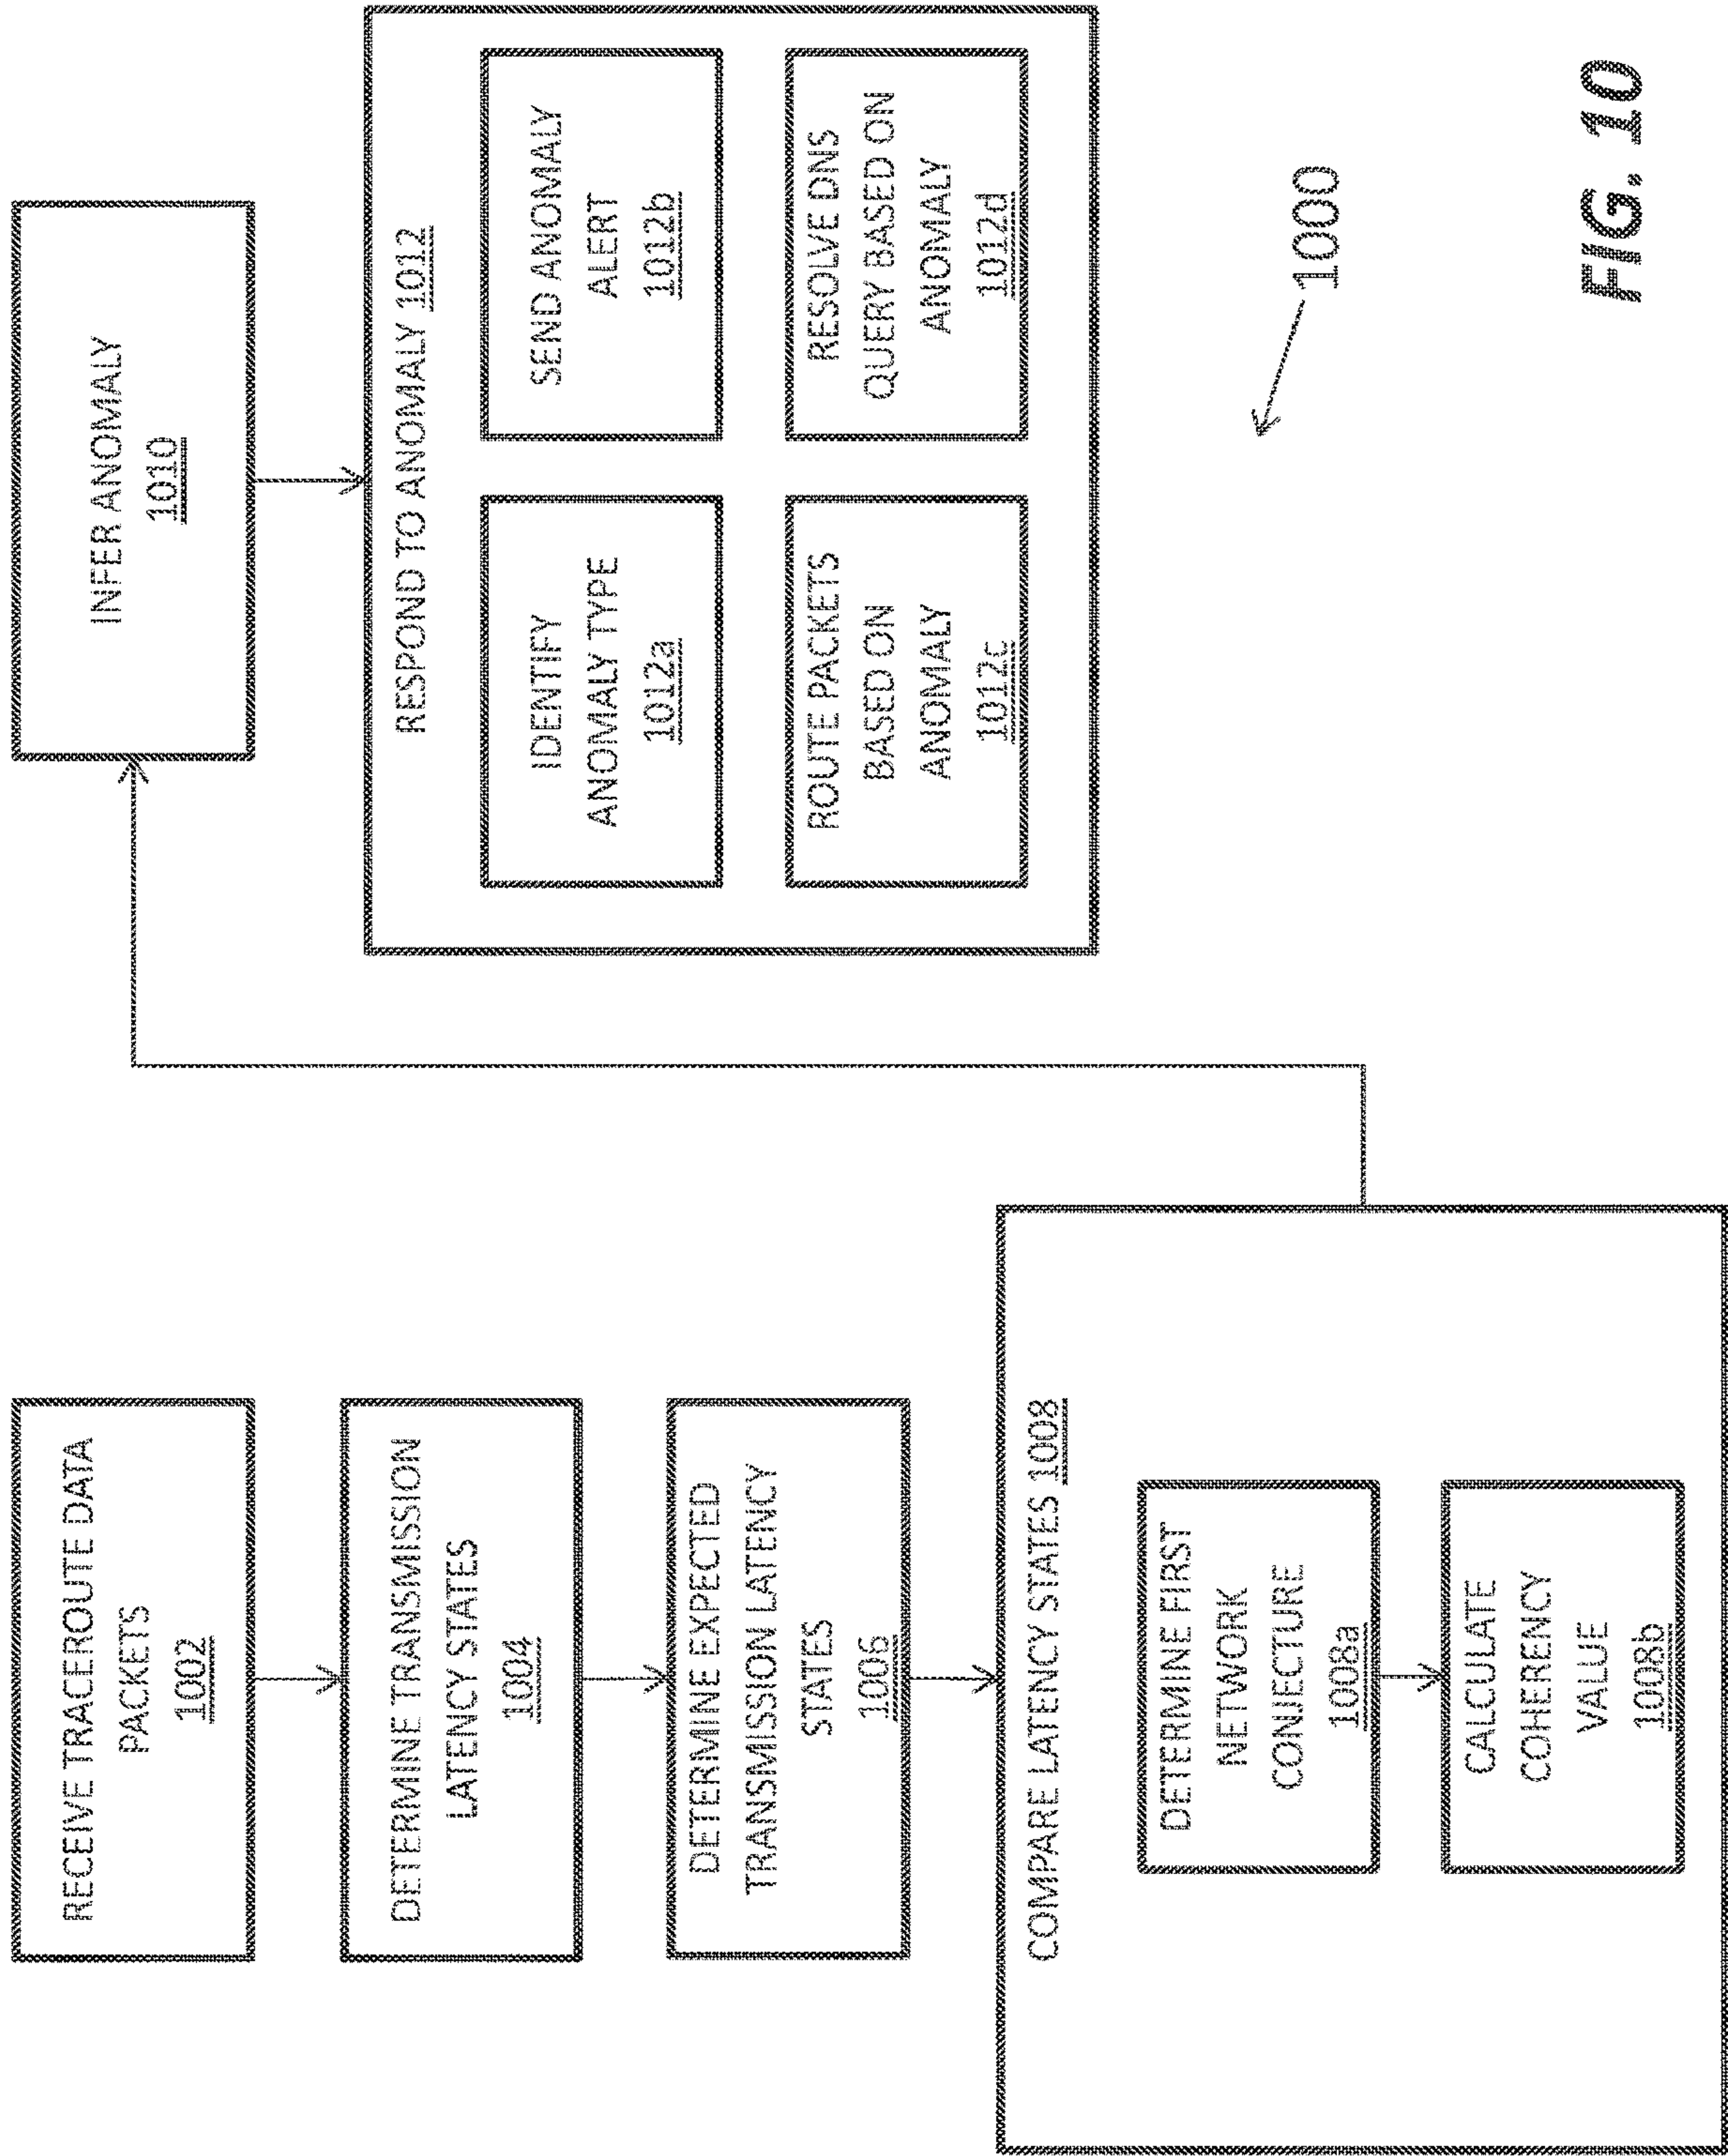 RECEIVE TRACEROUTE DATA
PACKETS
1002
DETERMINE TRANSMISSION
LATENCY STATES
1004
DETERMINE EXPECTED
TRANSMISSION LATENCY
STATES
1006
COMPARE LATENCY STATES 1008
DETERMINE FIRST
NETWORK
CONJECTURE
1008a
CALCULATE
COHERENCY
VALUE
1008b
INFER ANOMALY
1010
RESPOND TO ANOMALY 1012
IDENTIFY
ANOMALY TYPE
1012a
SEND ANOMALY
ALERT
1012b
ROUTE PACKETS
BASED ON
ANOMALY
1012c
RESOLVE DNS
QUERY BASED ON
ANOMALY
1012d
1000
FIG. 10